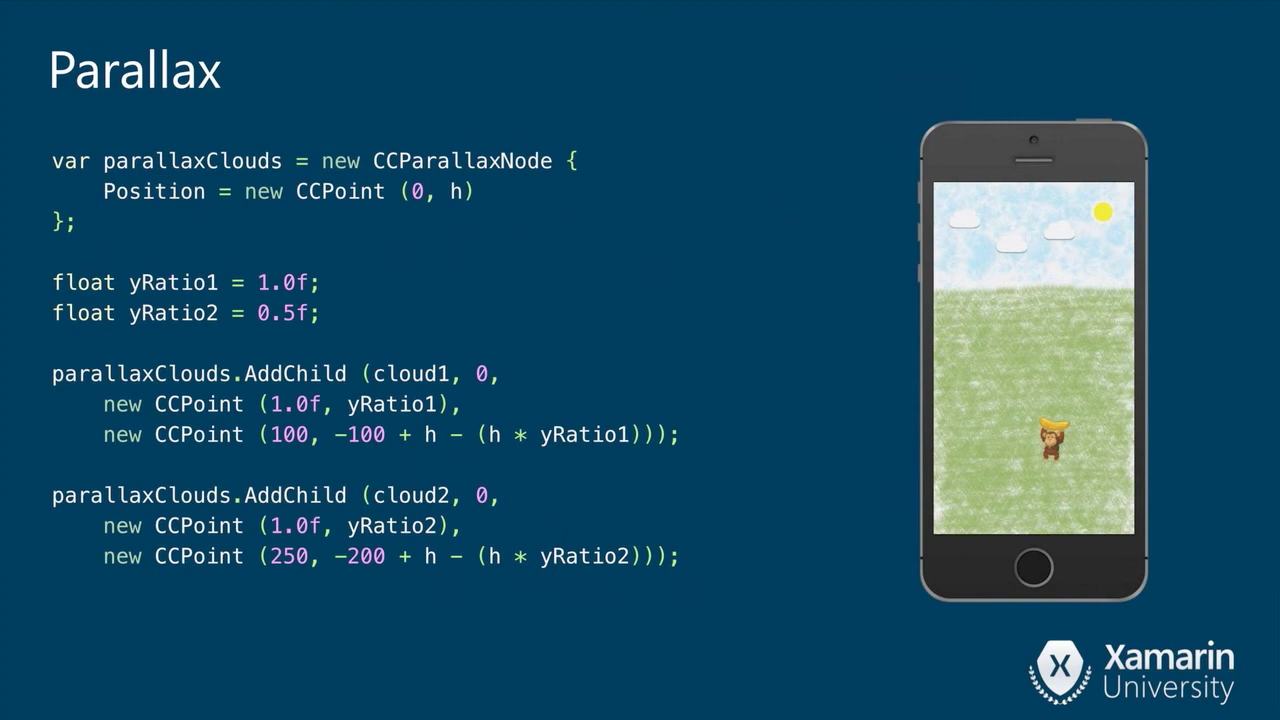 Parallax
var parallaxClouds = new CCParallaxNode {
    Position = new CCPoint (0, h)
};
float yRatio1 = 1.0f;
float yRatio2 = 0.5f;
parallaxClouds.AddChild (cloud1, 0,
    new CCPoint (1.0f, yRatio1),
    new CCPoint (100, −100 + h − (h * yRatio1)));
parallaxClouds.AddChild (cloud2, 0,
    new CCPoint (1.0f, yRatio2),
    new CCPoint (250, −200 + h − (h * yRatio2)));
X
Xamarin
University